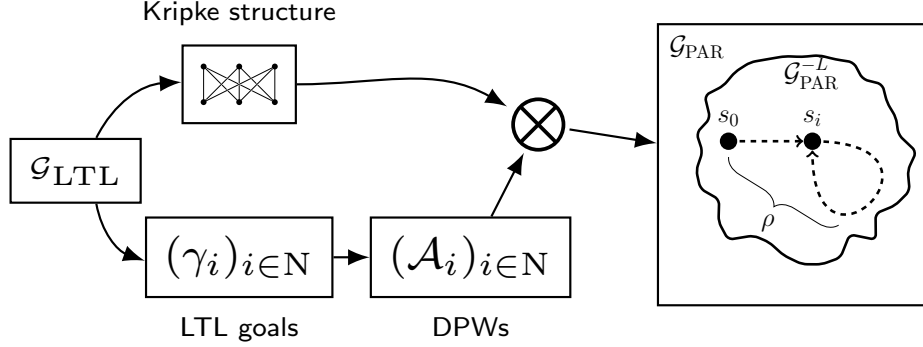 Kripke structure
𝒢_LTL
(γ_i)_{i∈N}
LTL goals
(𝒜_i)_{i∈N}
DPWs
𝒢_PAR
𝒢_PAR^{-L}
s_0
s_i
ρ